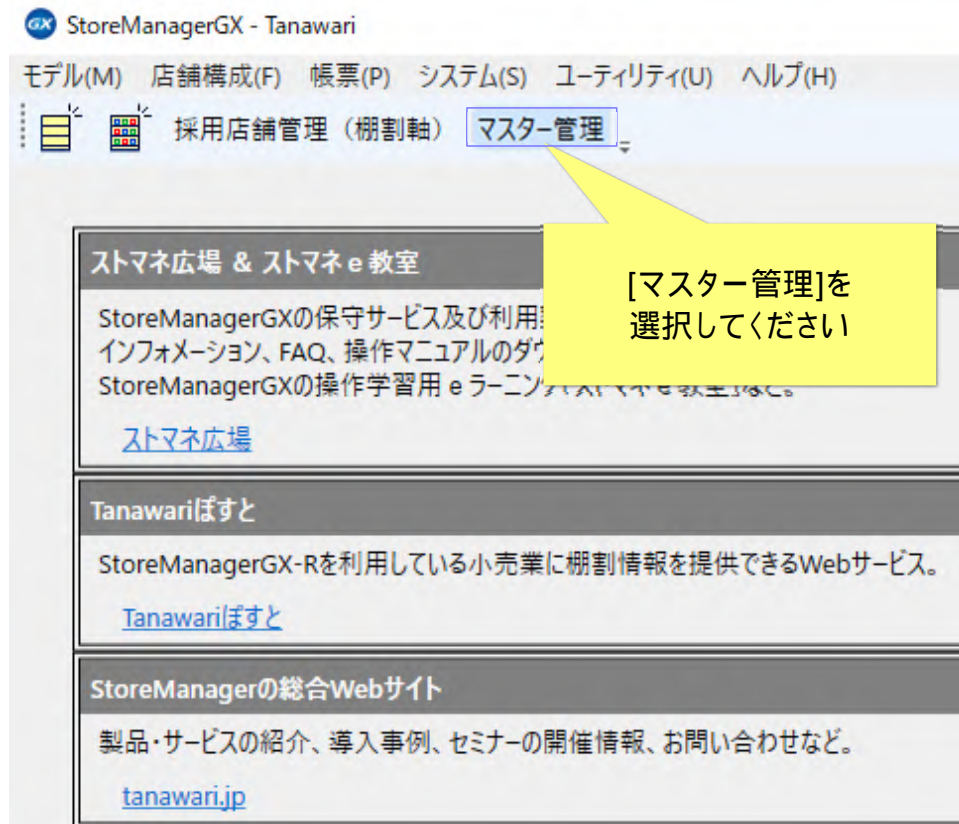 GX StoreManagerGX - Tanawari
モデル(M) 店舗構成(F) 帳票(P) システム(S) ユーティリティ(U) ヘルプ(H)
採用店舗管理（棚割軸） マスター管理
[マスター管理]を
選択してください
ストマネ広場 & ストマネe教室
StoreManagerGXの保守サービス及び利用
インフォメーション、FAQ、操作マニュアルのダウ
StoreManagerGXの操作学習用eラーニング「ストマネe教室」など。
ストマネ広場
Tanawariぽすと
StoreManagerGX-Rを利用している小売業に棚割情報を提供できるWebサービス。
Tanawariぽすと
StoreManagerの総合Webサイト
製品・サービスの紹介、導入事例、セミナーの開催情報、お問い合わせなど。
tanawari.jp